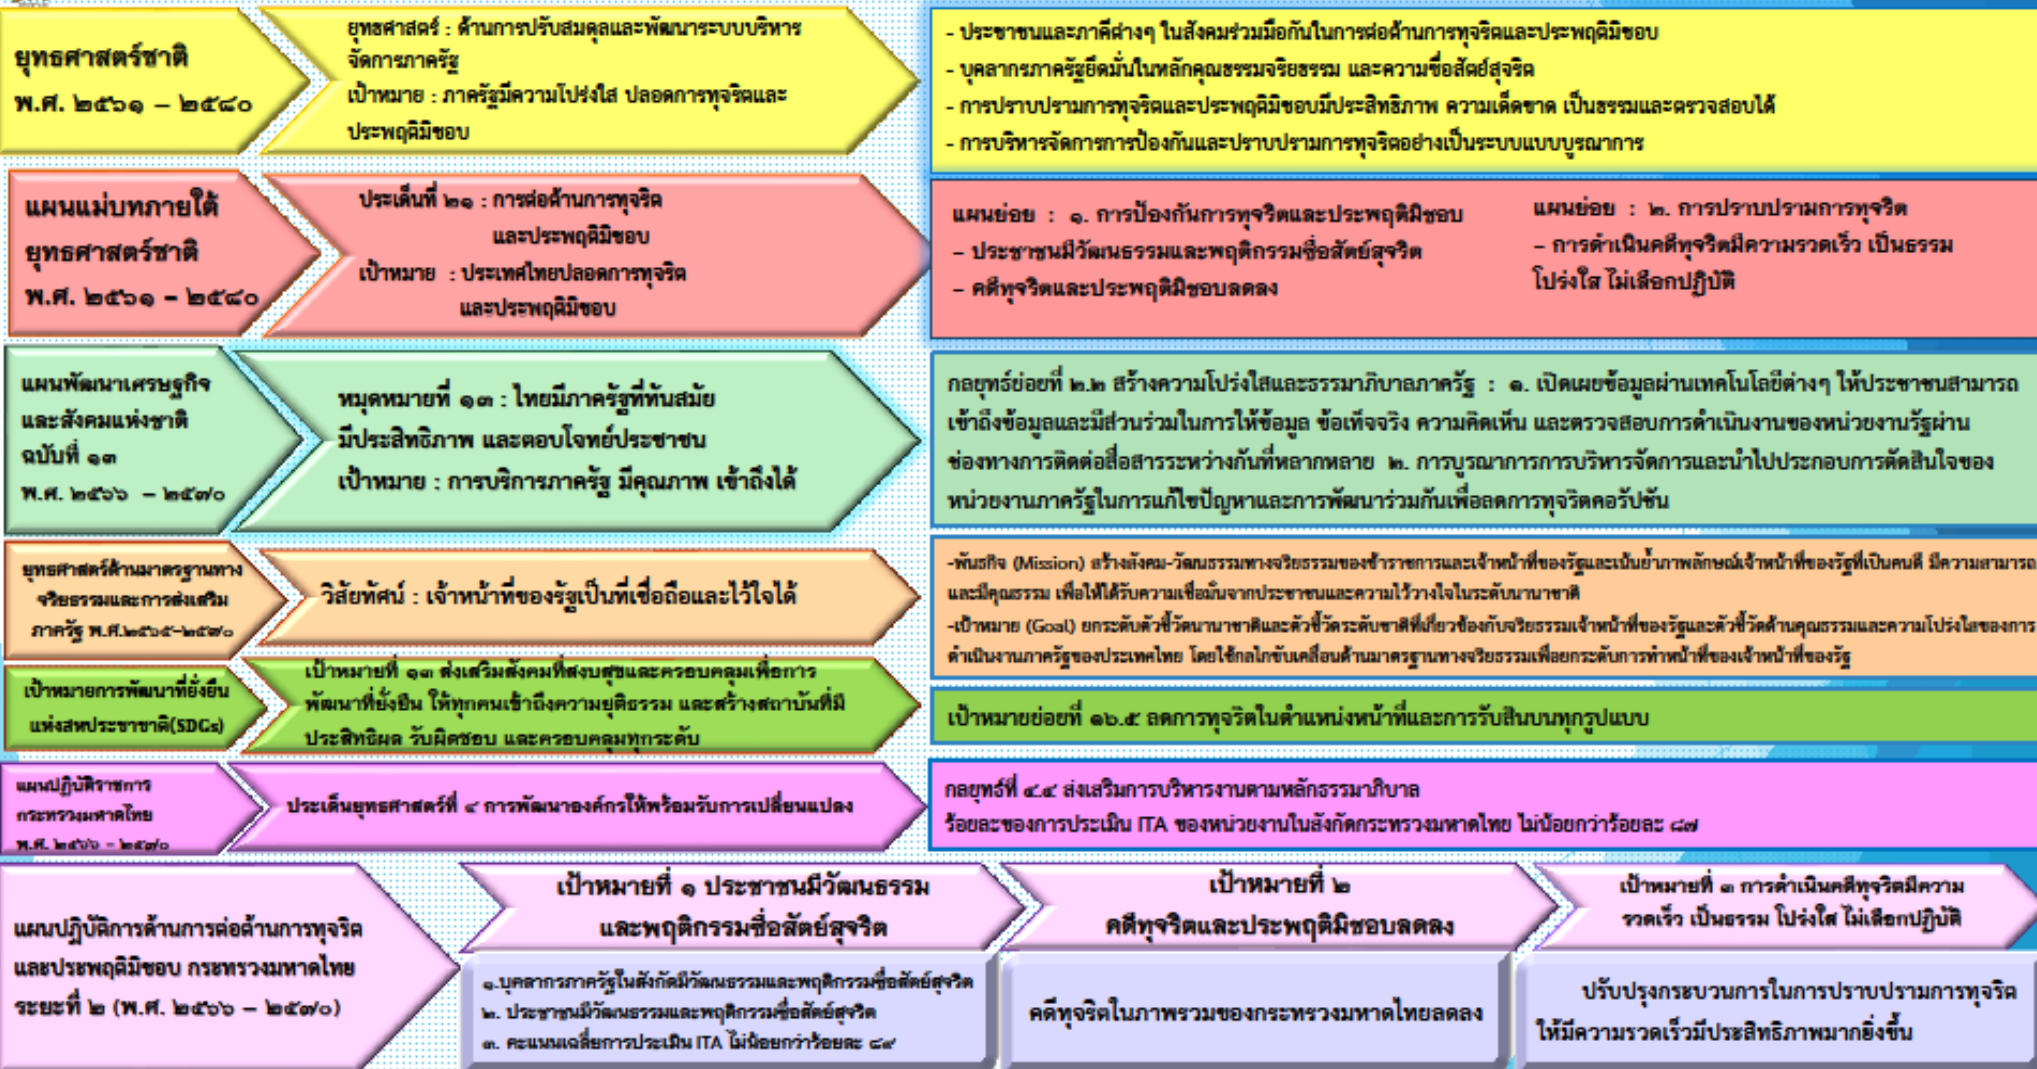 ยุทธศาสตร์ชาติ
พ.ศ. ๒๕๖๑ – ๒๕๘๐
ยุทธศาสตร์ : ด้านการปรับสมดุลและพัฒนาระบบบริหาร
จัดการภาครัฐ
เป้าหมาย : ภาครัฐมีความโปร่งใส ปลอดการทุจริตและ
ประพฤติมิชอบ
- ประชาชนและภาคีต่างๆ ในสังคมร่วมมือกันในการต่อต้านการทุจริตและประพฤติมิชอบ
- บุคลากรภาครัฐยึดมั่นในหลักคุณธรรมจริยธรรม และความซื่อสัตย์สุจริต
- การปราบปรามการทุจริตและประพฤติมิชอบมีประสิทธิภาพ ความเด็ดขาด เป็นธรรมและตรวจสอบได้
- การบริหารจัดการการป้องกันและปราบปรามการทุจริตอย่างเป็นระบบแบบบูรณาการ
แผนแม่บทภายใต้
ยุทธศาสตร์ชาติ
พ.ศ. ๒๕๖๑ – ๒๕๘๐
ประเด็นที่ ๒๑ : การต่อต้านการทุจริต
และประพฤติมิชอบ
เป้าหมาย : ประเทศไทยปลอดการทุจริต
และประพฤติมิชอบ
แผนย่อย : ๑. การป้องกันการทุจริตและประพฤติมิชอบ
– ประชาชนมีวัฒนธรรมและพฤติกรรมซื่อสัตย์สุจริต
– คดีทุจริตและประพฤติมิชอบลดลง
แผนย่อย : ๒. การปราบปรามการทุจริต
– การดำเนินคดีทุจริตมีความรวดเร็ว เป็นธรรม
โปร่งใส ไม่เลือกปฏิบัติ
แผนพัฒนาเศรษฐกิจ
และสังคมแห่งชาติ
ฉบับที่ ๑๓
พ.ศ. ๒๕๖๖ – ๒๕๗๐
หมุดหมายที่ ๑๓ : ไทยมีภาครัฐที่ทันสมัย
มีประสิทธิภาพ และตอบโจทย์ประชาชน
เป้าหมาย : การบริการภาครัฐ มีคุณภาพ เข้าถึงได้
กลยุทธ์ย่อยที่ ๒.๒ สร้างความโปร่งใสและธรรมาภิบาลภาครัฐ : ๑. เปิดเผยข้อมูลผ่านเทคโนโลยีต่างๆ ให้ประชาชนสามารถ
เข้าถึงข้อมูลและมีส่วนร่วมในการให้ข้อมูล ข้อเท็จจริง ความคิดเห็น และตรวจสอบการดำเนินงานของหน่วยงานรัฐผ่าน
ช่องทางการติดต่อสื่อสารระหว่างกันที่หลากหลาย ๒. การบูรณาการการบริหารจัดการและนำไปประกอบการตัดสินใจของ
หน่วยงานภาครัฐในการแก้ไขปัญหาและการพัฒนาร่วมกันเพื่อลดการทุจริตคอรัปชัน
ยุทธศาสตร์ด้านมาตรฐานทาง
จริยธรรมและการส่งเสริม
ภาครัฐ พ.ศ.๒๕๖๕–๒๕๗๐
วิสัยทัศน์ : เจ้าหน้าที่ของรัฐเป็นที่เชื่อถือและไว้ใจได้
-พันธกิจ (Mission) สร้างสังคม-วัฒนธรรมทางจริยธรรมของข้าราชการและเจ้าหน้าที่ของรัฐและเน้นย้ำภาพลักษณ์เจ้าหน้าที่ของรัฐที่เป็นคนดี มีความสามารถ
และมีคุณธรรม เพื่อให้ได้รับความเชื่อมั่นจากประชาชนและความไว้วางใจในระดับนานาชาติ
-เป้าหมาย (Goal) ยกระดับตัวชี้วัดนานาชาติและตัวชี้วัดระดับชาติที่เกี่ยวข้องกับจริยธรรมเจ้าหน้าที่ของรัฐและตัวชี้วัดด้านคุณธรรมและความโปร่งใสของการ
ดำเนินงานภาครัฐของประเทศไทย โดยใช้กลไกขับเคลื่อนด้านมาตรฐานทางจริยธรรมเพื่อยกระดับการทำหน้าที่ของเจ้าหน้าที่ของรัฐ
เป้าหมายการพัฒนาที่ยั่งยืน
แห่งสหประชาชาติ(SDGs)
เป้าหมายที่ ๑๓ ส่งเสริมสังคมที่สงบสุขและครอบคลุมเพื่อการ
พัฒนาที่ยั่งยืน ให้ทุกคนเข้าถึงความยุติธรรม และสร้างสถาบันที่มี
ประสิทธิผล รับผิดชอบ และครอบคลุมทุกระดับ
เป้าหมายย่อยที่ ๑๖.๕ ลดการทุจริตในตำแหน่งหน้าที่และการรับสินบนทุกรูปแบบ
แผนปฏิบัติราชการ
กระทรวงมหาดไทย
พ.ศ. ๒๕๖๖ – ๒๕๗๐
ประเด็นยุทธศาสตร์ที่ ๔ การพัฒนาองค์กรให้พร้อมรับการเปลี่ยนแปลง
กลยุทธ์ที่ ๔.๔ ส่งเสริมการบริหารงานตามหลักธรรมาภิบาล
ร้อยละของการประเมิน ITA ของหน่วยงานในสังกัดกระทรวงมหาดไทย ไม่น้อยกว่าร้อยละ ๘๗
แผนปฏิบัติการด้านการต่อต้านการทุจริต
และประพฤติมิชอบ กระทรวงมหาดไทย
ระยะที่ ๒ (พ.ศ. ๒๕๖๖ – ๒๕๗๐)
เป้าหมายที่ ๑ ประชาชนมีวัฒนธรรม
และพฤติกรรมซื่อสัตย์สุจริต
๑.บุคลากรภาครัฐในสังกัดมีวัฒนธรรมและพฤติกรรมซื่อสัตย์สุจริต
๒. ประชาชนมีวัฒนธรรมและพฤติกรรมซื่อสัตย์สุจริต
๓. คะแนนเฉลี่ยการประเมิน ITA ไม่น้อยกว่าร้อยละ ๘๙
เป้าหมายที่ ๒
คดีทุจริตและประพฤติมิชอบลดลง
คดีทุจริตในภาพรวมของกระทรวงมหาดไทยลดลง
เป้าหมายที่ ๓ การดำเนินคดีทุจริตมีความ
รวดเร็ว เป็นธรรม โปร่งใส ไม่เลือกปฏิบัติ
ปรับปรุงกระบวนการในการปราบปรามการทุจริต
ให้มีความรวดเร็วมีประสิทธิภาพมากยิ่งขึ้น